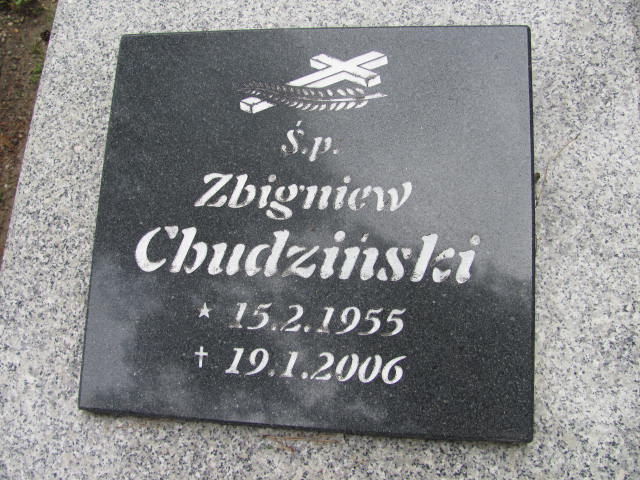 Ś.p.
Zbigniew
Chudziński
★ 15.2.1955
✝ 19.1.2006